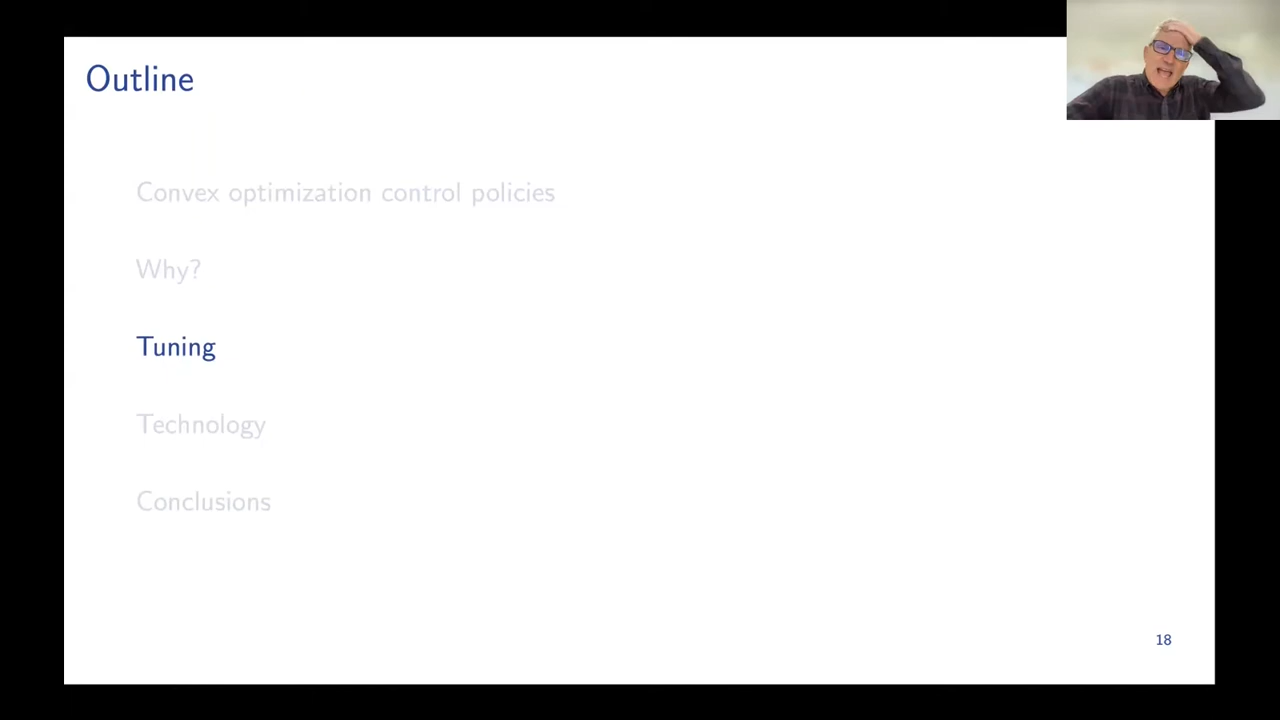 Outline
Convex optimization control policies
Why?
Tuning
Technology
Conclusions
18